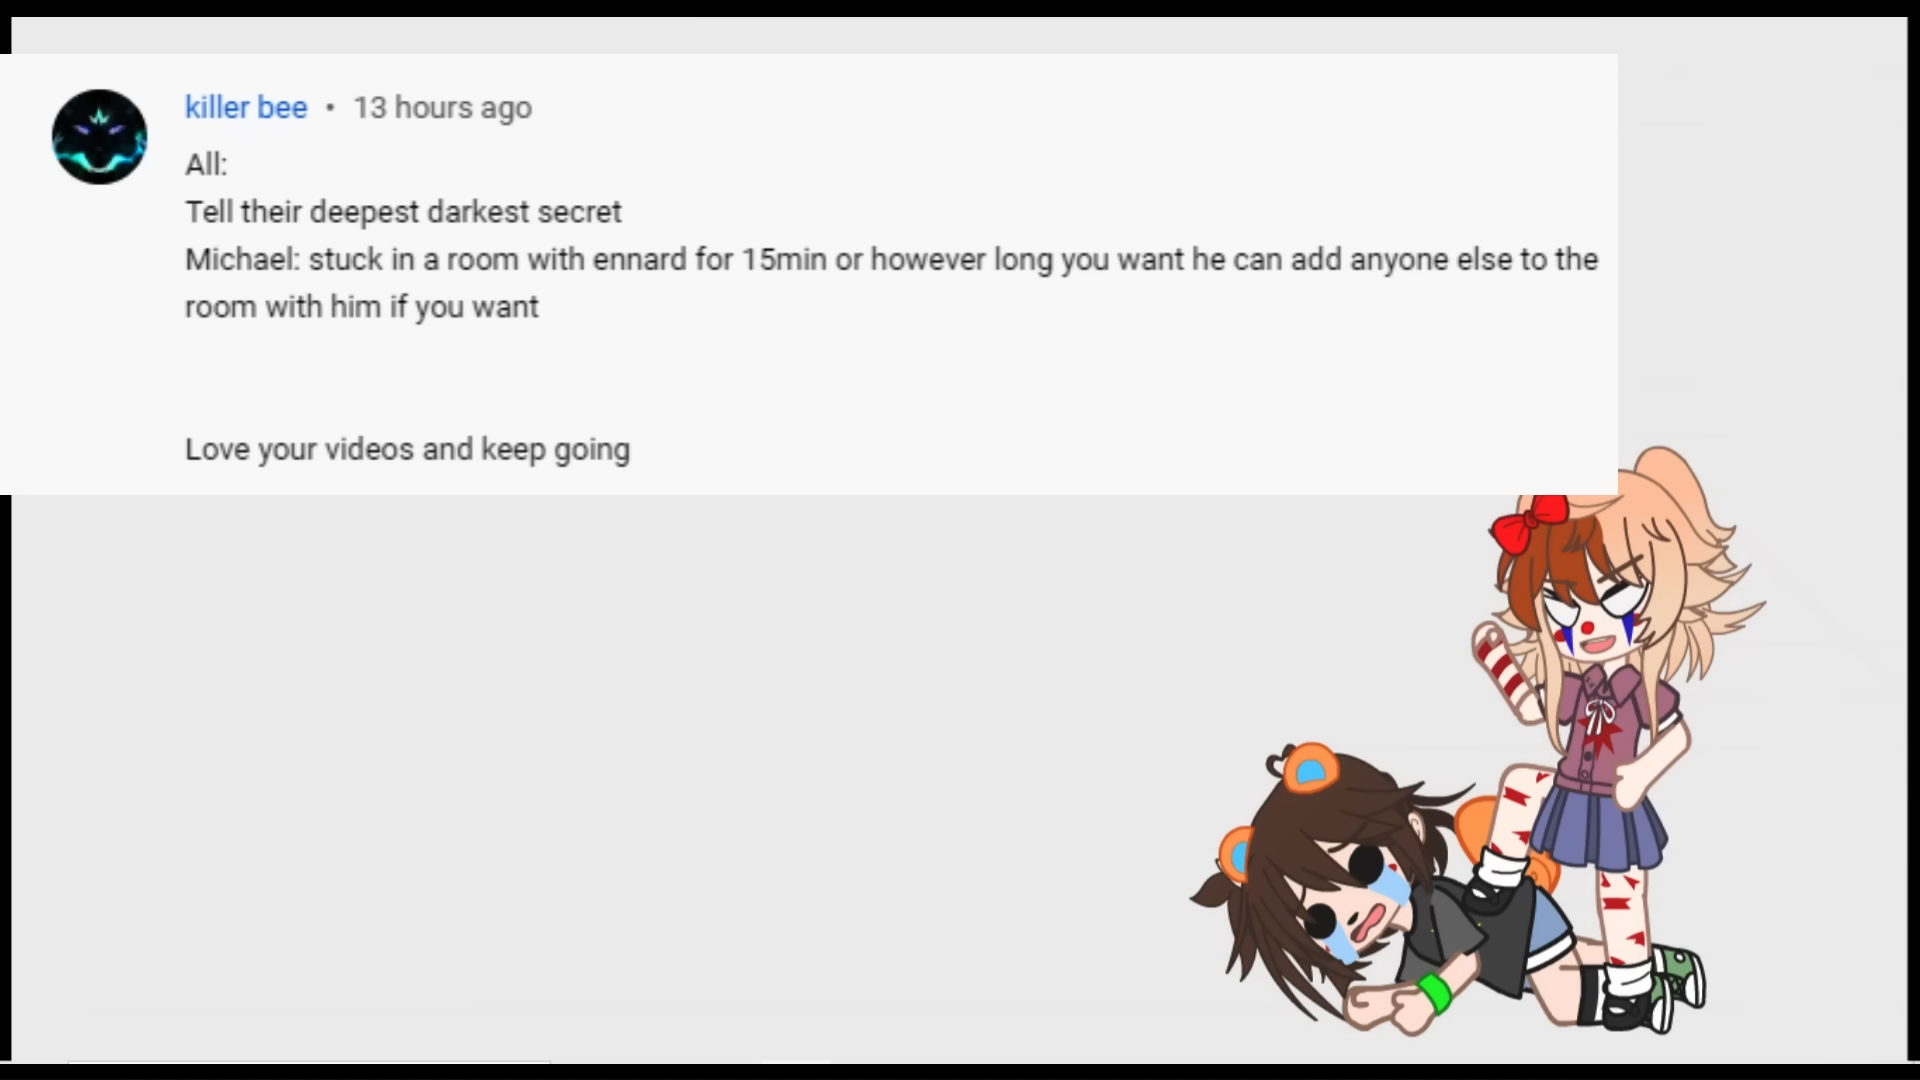 killer bee • 13 hours ago
All:
Tell their deepest darkest secret
Michael: stuck in a room with ennard for 15min or however long you want he can add anyone else to the
room with him if you want
Love your videos and keep going